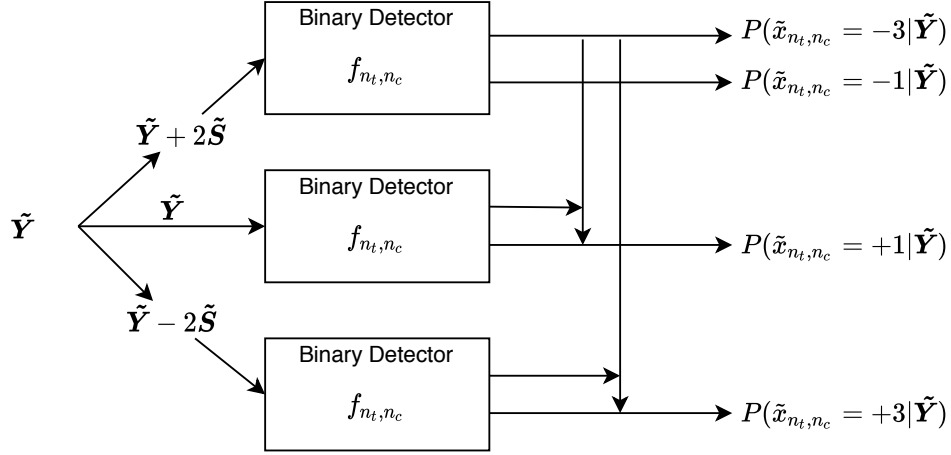 Binary Detector
f_{n_t,n_c}
P(x̃_{n_t,n_c} = −3|Ỹ)
P(x̃_{n_t,n_c} = −1|Ỹ)
Ỹ + 2S̃
Ỹ
Ỹ
Binary Detector
f_{n_t,n_c}
P(x̃_{n_t,n_c} = +1|Ỹ)
Ỹ − 2S̃
Binary Detector
f_{n_t,n_c}
P(x̃_{n_t,n_c} = +3|Ỹ)